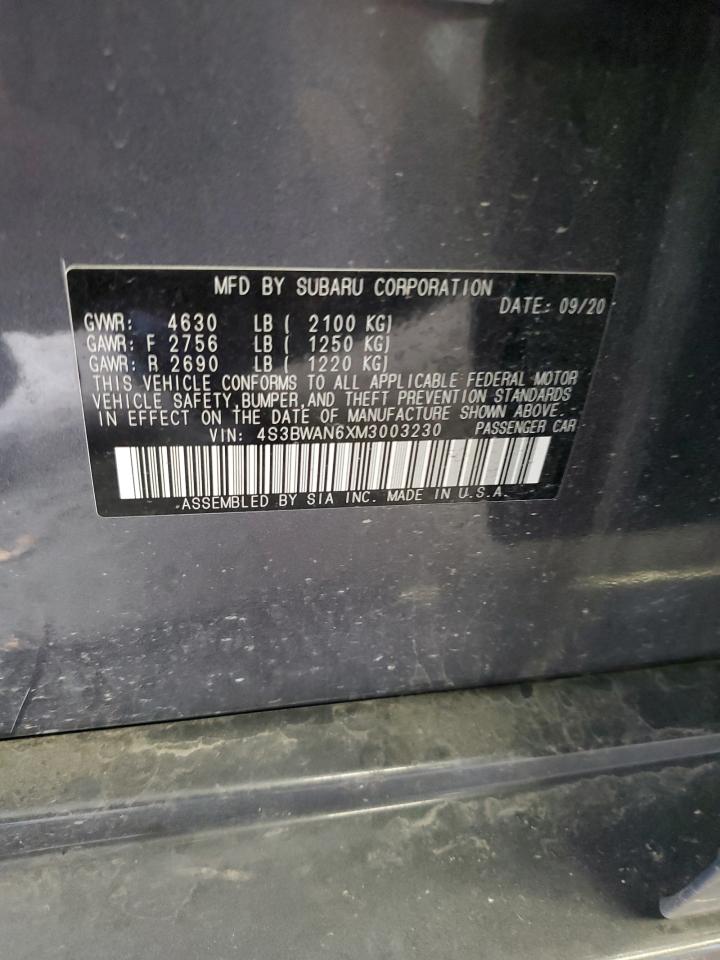 MFD BY SUBARU CORPORATION
DATE: 09/20
GVWR: 4630 LB ( 2100 KG)
GAWR: F 2756 LB ( 1250 KG)
GAWR: R 2690 LB ( 1220 KG)
THIS VEHICLE CONFORMS TO ALL APPLICABLE FEDERAL MOTOR
VEHICLE SAFETY,BUMPER,AND THEFT PREVENTION STANDARDS
IN EFFECT ON THE DATE OF MANUFACTURE SHOWN ABOVE.
VIN: 4S3BWAN6XM3003230 PASSENGER CAR
ASSEMBLED BY SIA INC. MADE IN U.S.A.